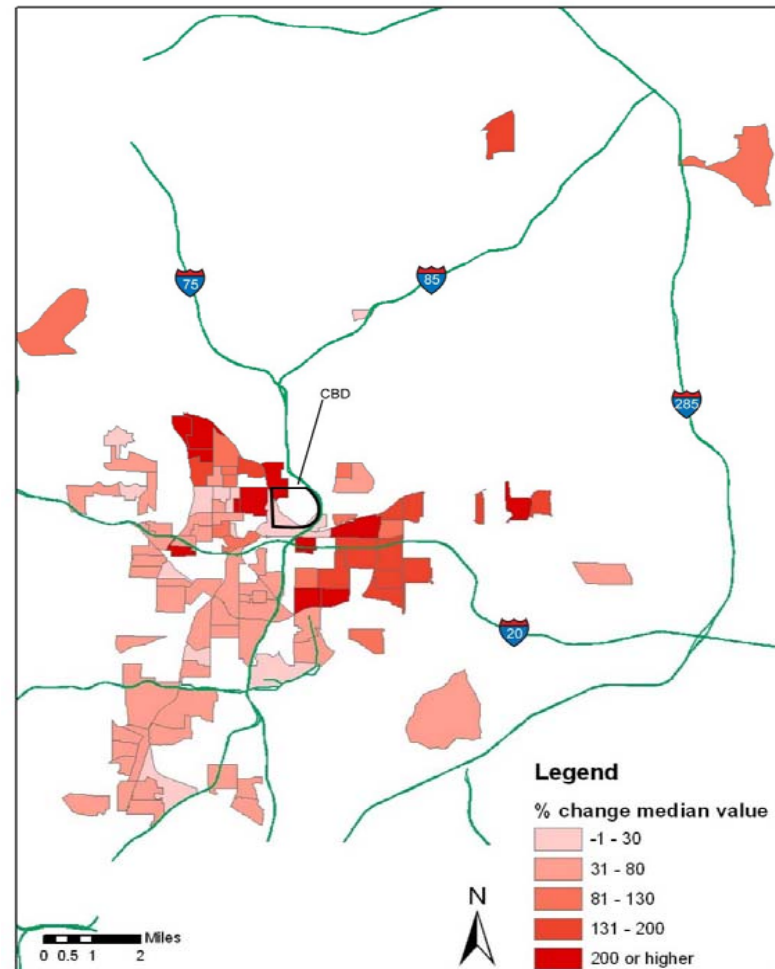 75
85
CBD
285
20
Legend
% change median value
-1 - 30
31 - 80
81 - 130
131 - 200
200 or higher
N
Miles
0 0.5 1 2